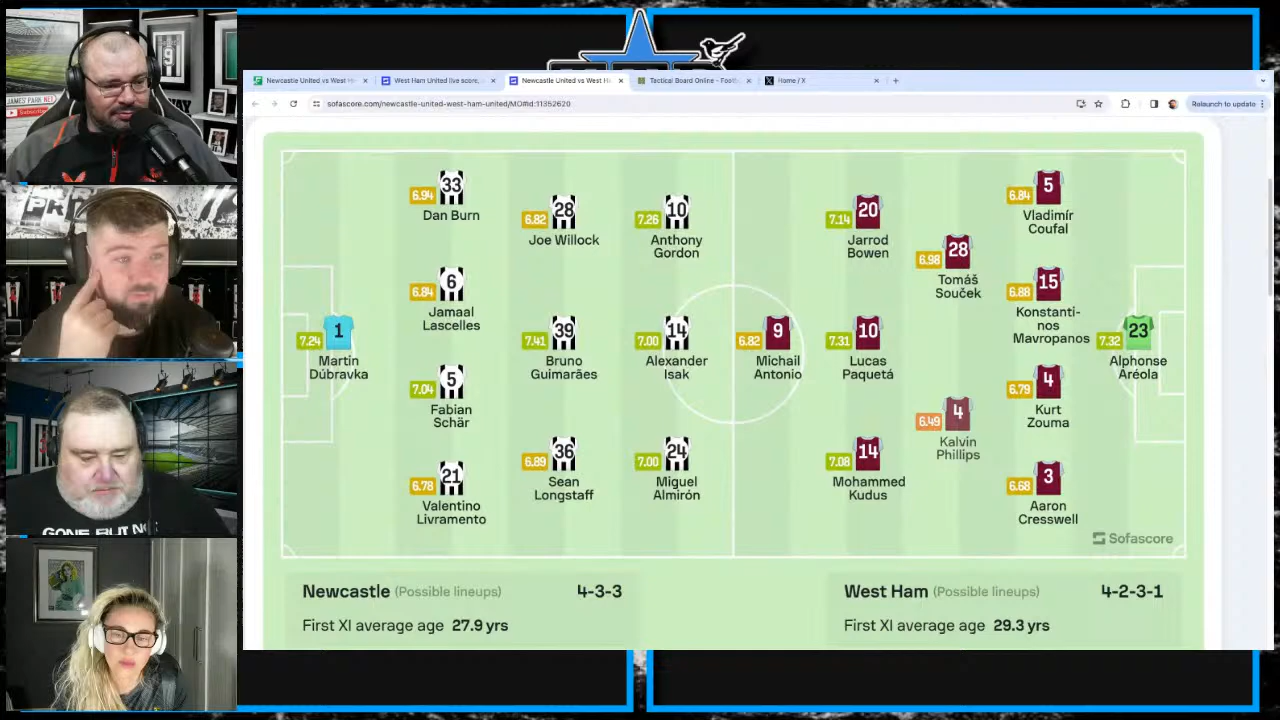 Newcastle United vs West H
West Ham United live score,
Newcastle United vs West Ha
Tactical Board Online - Footb
Home / X
sofascore.com/newcastle-united-west-ham-united/MO#id:11352620
Relaunch to update
33
6.94
Dan Burn
28
6.82
Joe Willock
10
7.26
Anthony
Gordon
20
7.14
Jarrod
Bowen
28
6.98
Tomáš
Souček
5
6.84
Vladimír
Coufal
6
6.84
Jamaal
Lascelles
15
6.88
Konstanti-
nos
Mavropanos
1
7.24
Martin
Dúbravka
39
7.41
Bruno
Guimarães
14
7.00
Alexander
Isak
9
6.82
Michail
Antonio
10
7.31
Lucas
Paquetá
23
7.32
Alphonse
Aréola
5
7.04
Fabian
Schär
4
6.49
Kalvin
Phillips
4
6.79
Kurt
Zouma
21
6.78
Valentino
Livramento
36
6.89
Sean
Longstaff
24
7.00
Miguel
Almirón
14
7.08
Mohammed
Kudus
3
6.68
Aaron
Cresswell
Sofascore
Newcastle (Possible lineups) 4-3-3
First XI average age 27.9 yrs
West Ham (Possible lineups) 4-2-3-1
First XI average age 29.3 yrs
GONE BUT NO